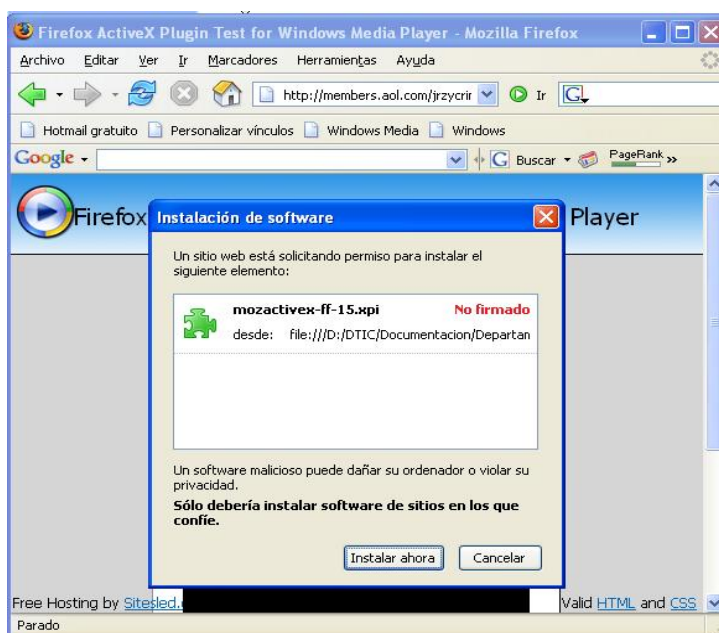 Firefox ActiveX Plugin Test for Windows Media Player - Mozilla Firefox
Archivo Editar Ver Ir Marcadores Herramientas Ayuda
http://members.aol.com/jrzycrir Ir G
Hotmail gratuito Personalizar vínculos Windows Media Windows
Google Buscar PageRank
Firefox Player
Instalación de software
Un sitio web está solicitando permiso para instalar el
siguiente elemento:
mozactivex-ff-15.xpi No firmado
desde: file:///D:/DTIC/Documentacion/Departan
Un software malicioso puede dañar su ordenador o violar su
privacidad.
Sólo debería instalar software de sitios en los que
confíe.
Instalar ahora Cancelar
Free Hosting by Sitesled. Valid HTML and CSS
Parado